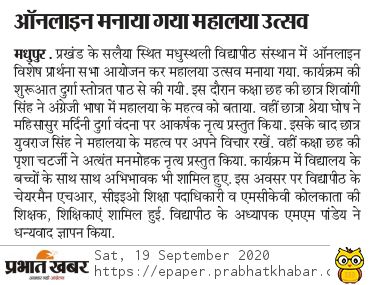 ऑनलाइन मनाया गया महालया उत्सव
मधुपुर . प्रखंड के सलैया स्थित मधुस्थली विद्यापीठ संस्थान में ऑनलाइन
विशेष प्रार्थना सभा आयोजन कर महालया उत्सव मनाया गया. कार्यक्रम की
शुरूआत दुर्गा स्तोत्रत पाठ से की गयी. इस दौरान कक्षा छह की छात्रा शिवांगी
सिंह ने अंग्रेजी भाषा में महालया के महत्व को बताया. वहीं छात्रा श्रेया घोष ने
महिसासुर मर्दिनी दुर्गा वंदना पर आकर्षक नृत्य प्रस्तुत किया. इसके बाद छात्र
युवराज सिंह ने महालया के महत्व पर अपने विचार रखें. वहीं कक्षा छह की
पृशा चटर्जी ने अत्यंत मनमोहक नृत्य प्रस्तुत किया. कार्यक्रम में विद्यालय के
बच्चों के साथ साथ अभिभावक भी शामिल हुए. इस अवसर पर विद्यापीठ के
चेयरमैन एचआर, सीइओ शिक्षा पदाधिकारी व एमसीकेवी कोलकाता की
शिक्षक, शिक्षिकाएं शामिल हुई. विद्यापीठ के अध्यापक एमएम पांडेय ने
धन्यवाद ज्ञापन किया.
प्रभात खबर
Sat, 19 September 2020
https://epaper.prabhatkhabar.c